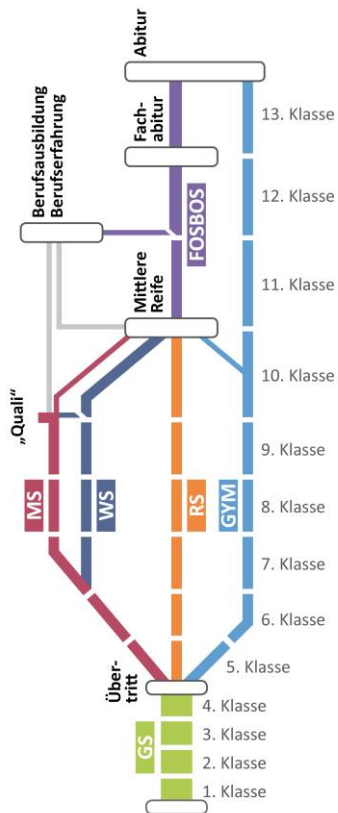 Abitur
13. Klasse
Fach-
abitur
12. Klasse
Berufsausbildung
Berufserfahrung
FOSBOS
11. Klasse
Mittlere
Reife
10. Klasse
„Quali“
9. Klasse
MS
WS
RS
GYM
8. Klasse
7. Klasse
6. Klasse
Über-
tritt
5. Klasse
4. Klasse
GS
3. Klasse
2. Klasse
1. Klasse